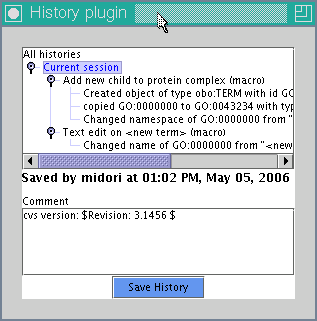 History plugin
All histories
Current session
Add new child to protein complex (macro)
Created object of type obo:TERM with id GO
copied GO:0000000 to GO:0043234 with typ
Changed namespace of GO:0000000 from "
Text edit on <new term> (macro)
Changed name of GO:0000000 from "<new
Saved by midori at 01:02 PM, May 05, 2006
Comment
cvs version: $Revision: 3.1456 $
Save History